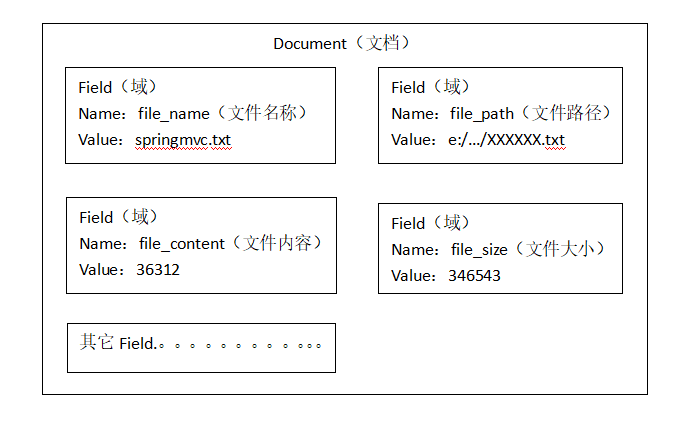 Document（文档）
Field（域）
Name：file_name（文件名称）
Value：springmvc.txt
Field（域）
Name：file_path（文件路径）
Value：e:/.../XXXXXX.txt
Field（域）
Name：file_content（文件内容）
Value：36312
Field（域）
Name：file_size（文件大小）
Value：346543
其它 Field.。。。。。。。。。。。。。